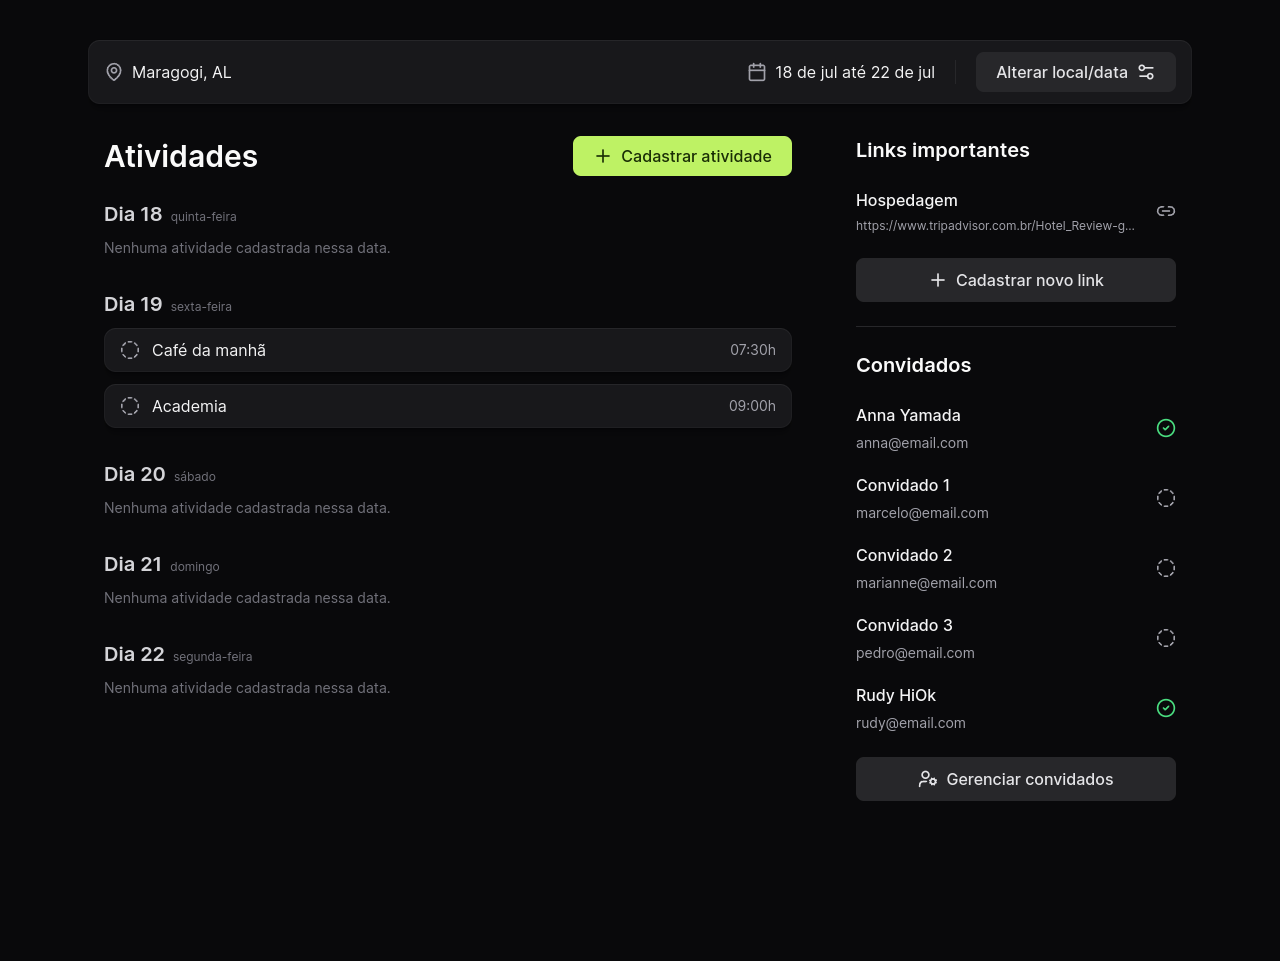 Maragogi, AL
18 de jul até 22 de jul
Alterar local/data
Atividades
Cadastrar atividade
Dia 18 quinta-feira
Nenhuma atividade cadastrada nessa data.
Dia 19 sexta-feira
Café da manhã 07:30h
Academia 09:00h
Dia 20 sábado
Nenhuma atividade cadastrada nessa data.
Dia 21 domingo
Nenhuma atividade cadastrada nessa data.
Dia 22 segunda-feira
Nenhuma atividade cadastrada nessa data.
Links importantes
Hospedagem
https://www.tripadvisor.com.br/Hotel_Review-g...
Cadastrar novo link
Convidados
Anna Yamada
anna@email.com
Convidado 1
marcelo@email.com
Convidado 2
marianne@email.com
Convidado 3
pedro@email.com
Rudy HiOk
rudy@email.com
Gerenciar convidados